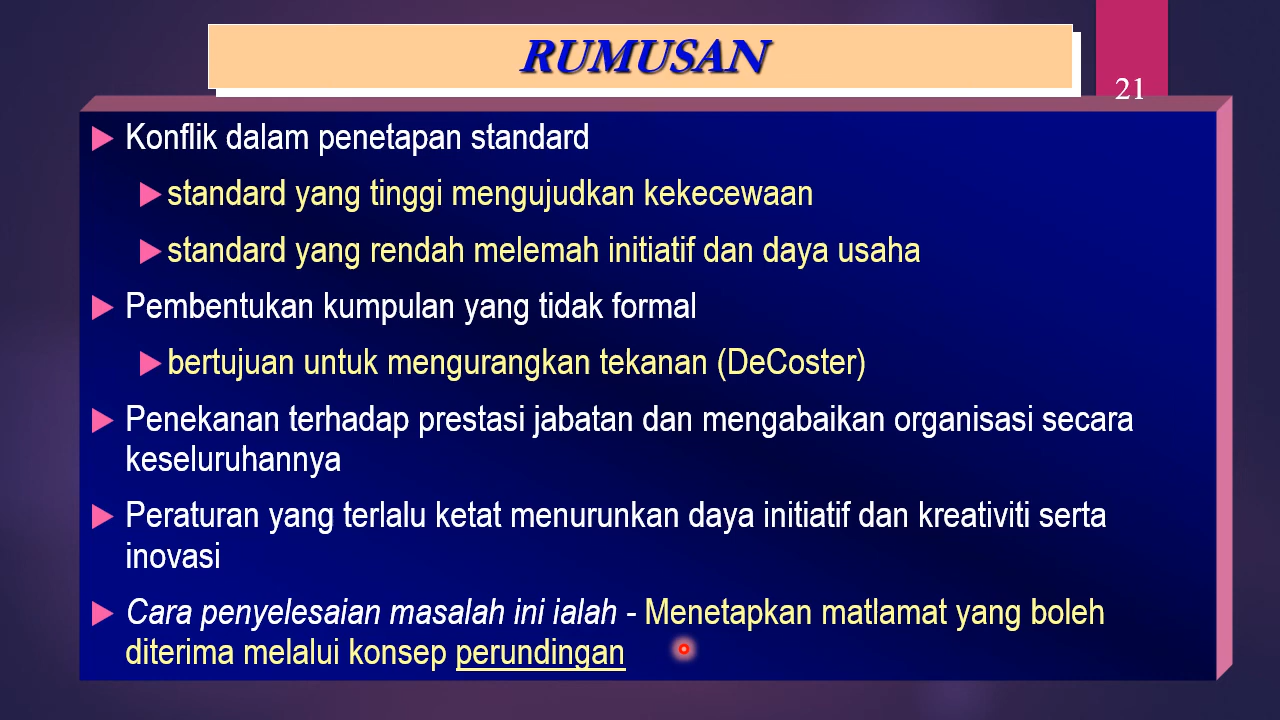 RUMUSAN
21
Konflik dalam penetapan standard
standard yang tinggi mengujudkan kekecewaan
standard yang rendah melemah initiatif dan daya usaha
Pembentukan kumpulan yang tidak formal
bertujuan untuk mengurangkan tekanan (DeCoster)
Penekanan terhadap prestasi jabatan dan mengabaikan organisasi secara
keseluruhannya
Peraturan yang terlalu ketat menurunkan daya initiatif dan kreativiti serta
inovasi
Cara penyelesaian masalah ini ialah - Menetapkan matlamat yang boleh
diterima melalui konsep perundingan